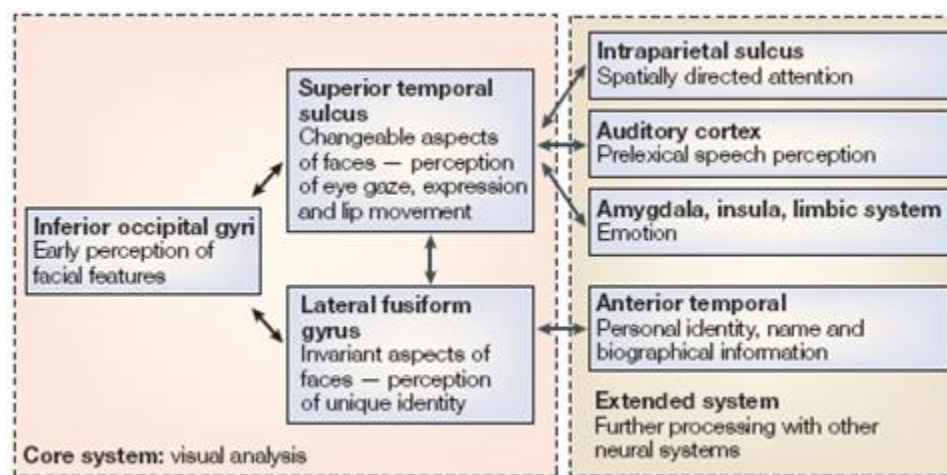 Inferior occipital gyri
Early perception of
facial features
Superior temporal
sulcus
Changeable aspects
of faces — perception
of eye gaze, expression
and lip movement
Lateral fusiform
gyrus
Invariant aspects of
faces — perception
of unique identity
Core system: visual analysis
Intraparietal sulcus
Spatially directed attention
Auditory cortex
Prelexical speech perception
Amygdala, insula, limbic system
Emotion
Anterior temporal
Personal identity, name and
biographical information
Extended system
Further processing with other
neural systems